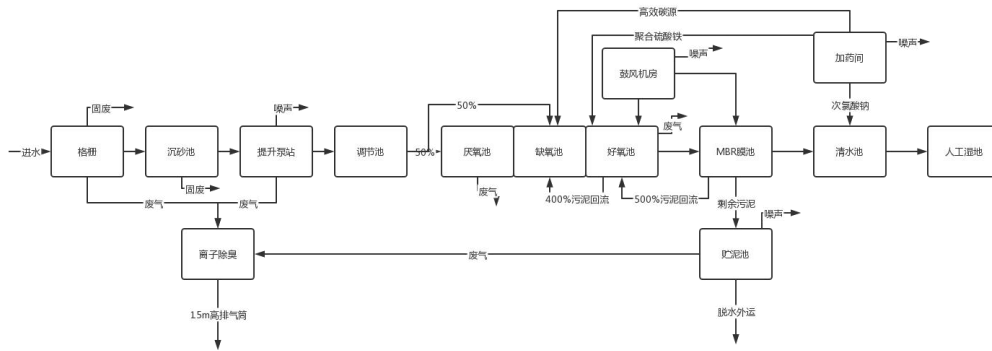 高效碳源
聚合硫酸铁
噪声
加药间
噪声
鼓风机房
固废
噪声
50%
次氯酸钠
废气
进水
格栅
沉砂池
提升泵站
调节池
50%
厌氧池
缺氧池
好氧池
MBR膜池
清水池
人工湿地
固废
废气
400%污泥回流
500%污泥回流
废气
废气
剩余污泥
噪声
离子除臭
废气
贮泥池
15m高排气筒
脱水外运